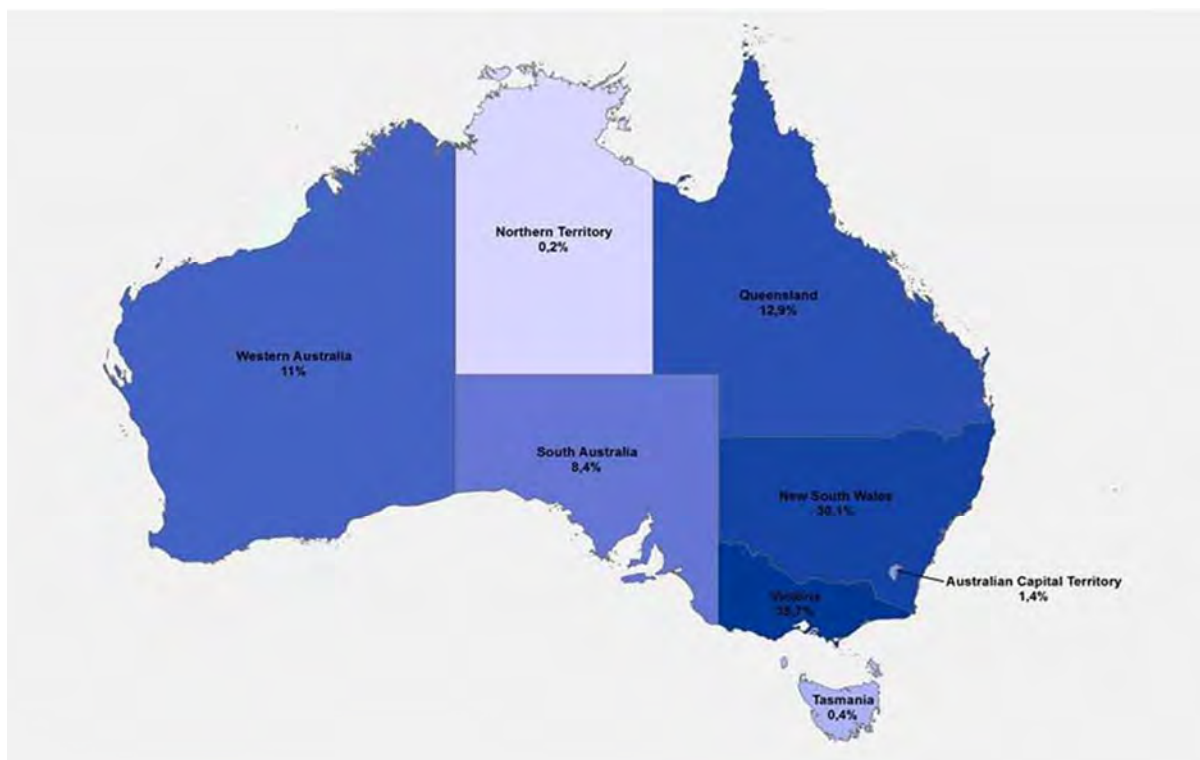 Northern Territory
0,2%
Queensland
12,9%
Western Australia
11%
South Australia
8,4%
New South Wales
30,1%
Australian Capital Territory
1,4%
Victoria
35,7%
Tasmania
0,4%